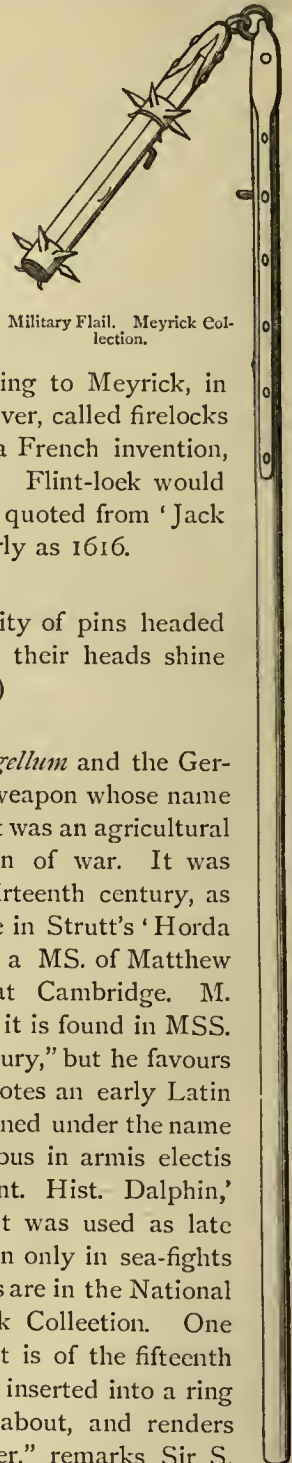 Military Flail. Meyrick Col-
lection.
ing to Meyrick, in
ver, called firelocks
a French invention,
Flint-lock would
quoted from ‘Jack
rly as 1616.
ity of pins headed
their heads shine
)
gellum and the Ger-
weapon whose name
t was an agricultural
n of war. It was
irteenth century, as
e in Strutt's ‘Horda
a MS. of Matthew
at Cambridge. M.
it is found in MSS.
ury,” but he favours
otes an early Latin
ned under the name
bus in armis electis
nt. Hist. Dalphin,’
t was used as late
n only in sea-fights
s are in the National
k Collection. One
t is of the fifteenth
inserted into a ring
about, and renders
er,” remarks Sir S.